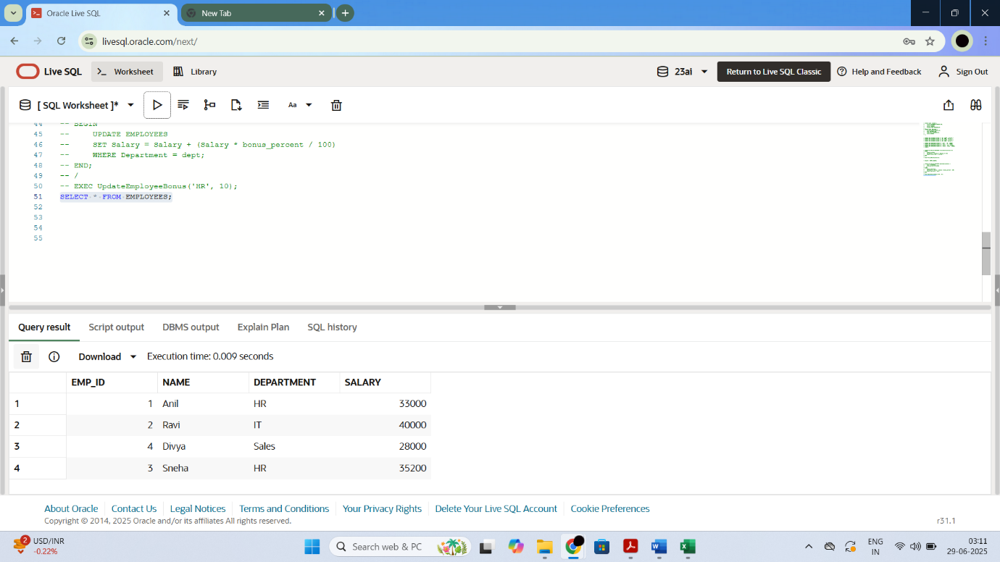 Oracle Live SQL
New Tab
livesql.oracle.com/next/
Live SQL
Worksheet
Library
23ai
Return to Live SQL Classic
Help and Feedback
Sign Out
[ SQL Worksheet ]*
Aa
44 -- BEGIN
45 -- UPDATE EMPLOYEES
46 -- SET Salary = Salary + (Salary * bonus_percent / 100)
47 -- WHERE Department = dept;
48 -- END;
49 -- /
50 -- EXEC UpdateEmployeeBonus('HR', 10);
51 SELECT * FROM EMPLOYEES;
52
53
54
55
Query result
Script output
DBMS output
Explain Plan
SQL history
Download
Execution time: 0.009 seconds
EMP_ID NAME DEPARTMENT SALARY
1 1 Anil HR 33000
2 2 Ravi IT 40000
3 4 Divya Sales 28000
4 3 Sneha HR 35200
About Oracle
Contact Us
Legal Notices
Terms and Conditions
Your Privacy Rights
Delete Your Live SQL Account
Cookie Preferences
Copyright © 2014, 2025 Oracle and/or its affiliates All rights reserved.
r31.1
2
USD/INR
-0.22%
Search web & PC
ENG
IN
03:11
29-06-2025